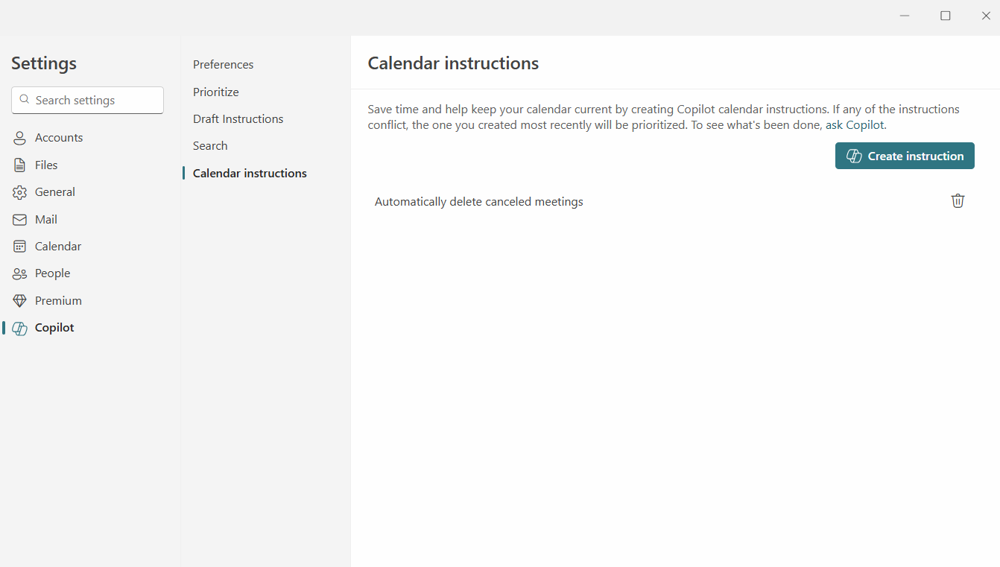 Settings
Search settings
Accounts
Files
General
Mail
Calendar
People
Premium
Copilot
Preferences
Prioritize
Draft Instructions
Search
Calendar instructions
Calendar instructions
Save time and help keep your calendar current by creating Copilot calendar instructions. If any of the instructions
conflict, the one you created most recently will be prioritized. To see what's been done, ask Copilot.
Create instruction
Automatically delete canceled meetings